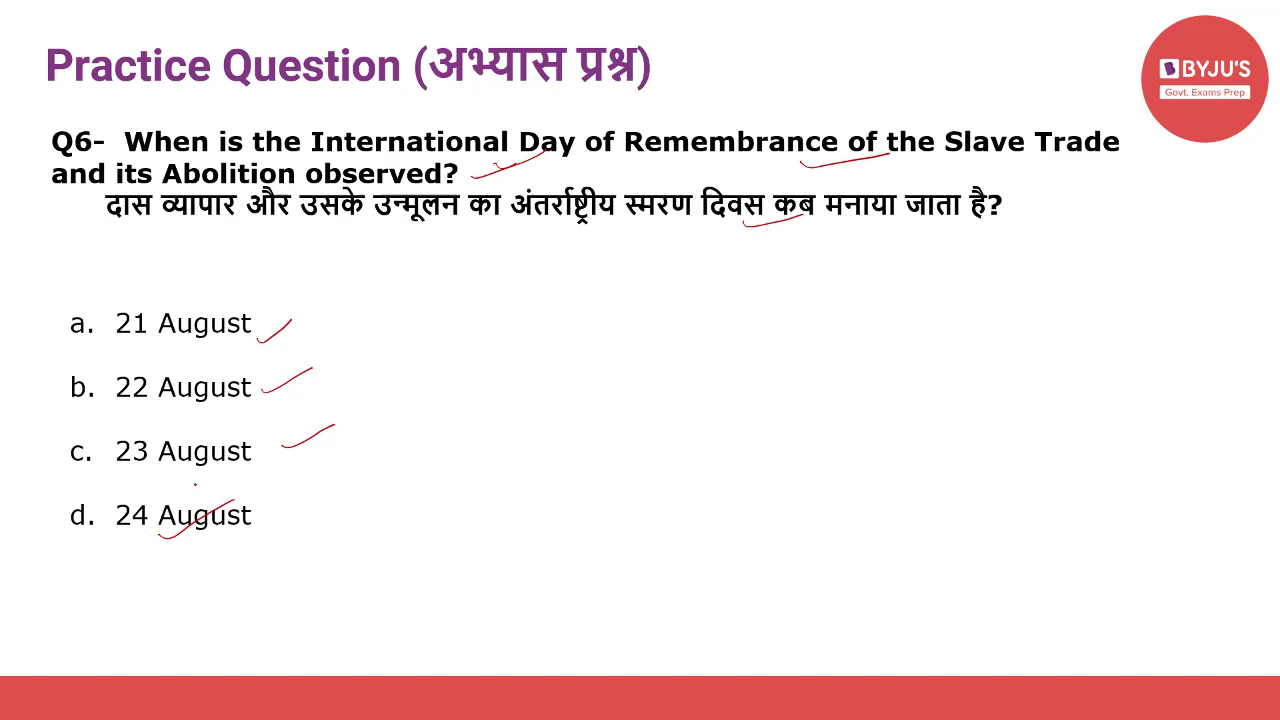 Practice Question (अभ्यास प्रश्न)
BYJU'S
Govt. Exams Prep
Q6- When is the International Day of Remembrance of the Slave Trade
and its Abolition observed?
दास व्यापार और उसके उन्मूलन का अंतर्राष्ट्रीय स्मरण दिवस कब मनाया जाता है?
a. 21 August
b. 22 August
c. 23 August
d. 24 August